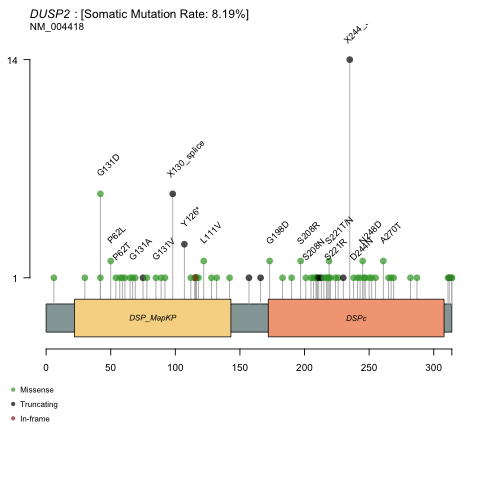 DUSP2 : [Somatic Mutation Rate: 8.19%]
NM_004418
X244_
14
G131D
X130_splice
P62L
P62T
G131A
Y126*
G131V
L111V
G198D
S208R
S208N
S221T/N
S221R
N248D
D244N
A270T
1
DSP_MapKP
DSPc
0 50 100 150 200 250 300
Missense
Truncating
In-frame